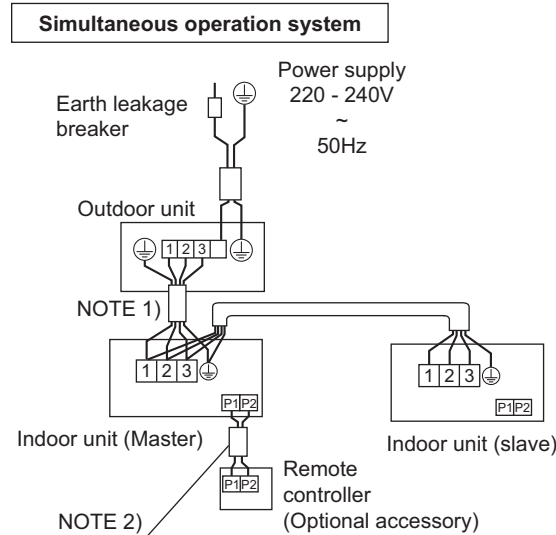 Simultaneous operation system
Power supply
220 - 240V
~
50Hz
Earth leakage
breaker
Outdoor unit
1 2 3
NOTE 1)
1 2 3
P1 P2
Indoor unit (Master)
1 2 3
P1 P2
Indoor unit (slave)
P1 P2
Remote
controller
(Optional accessory)
NOTE 2)